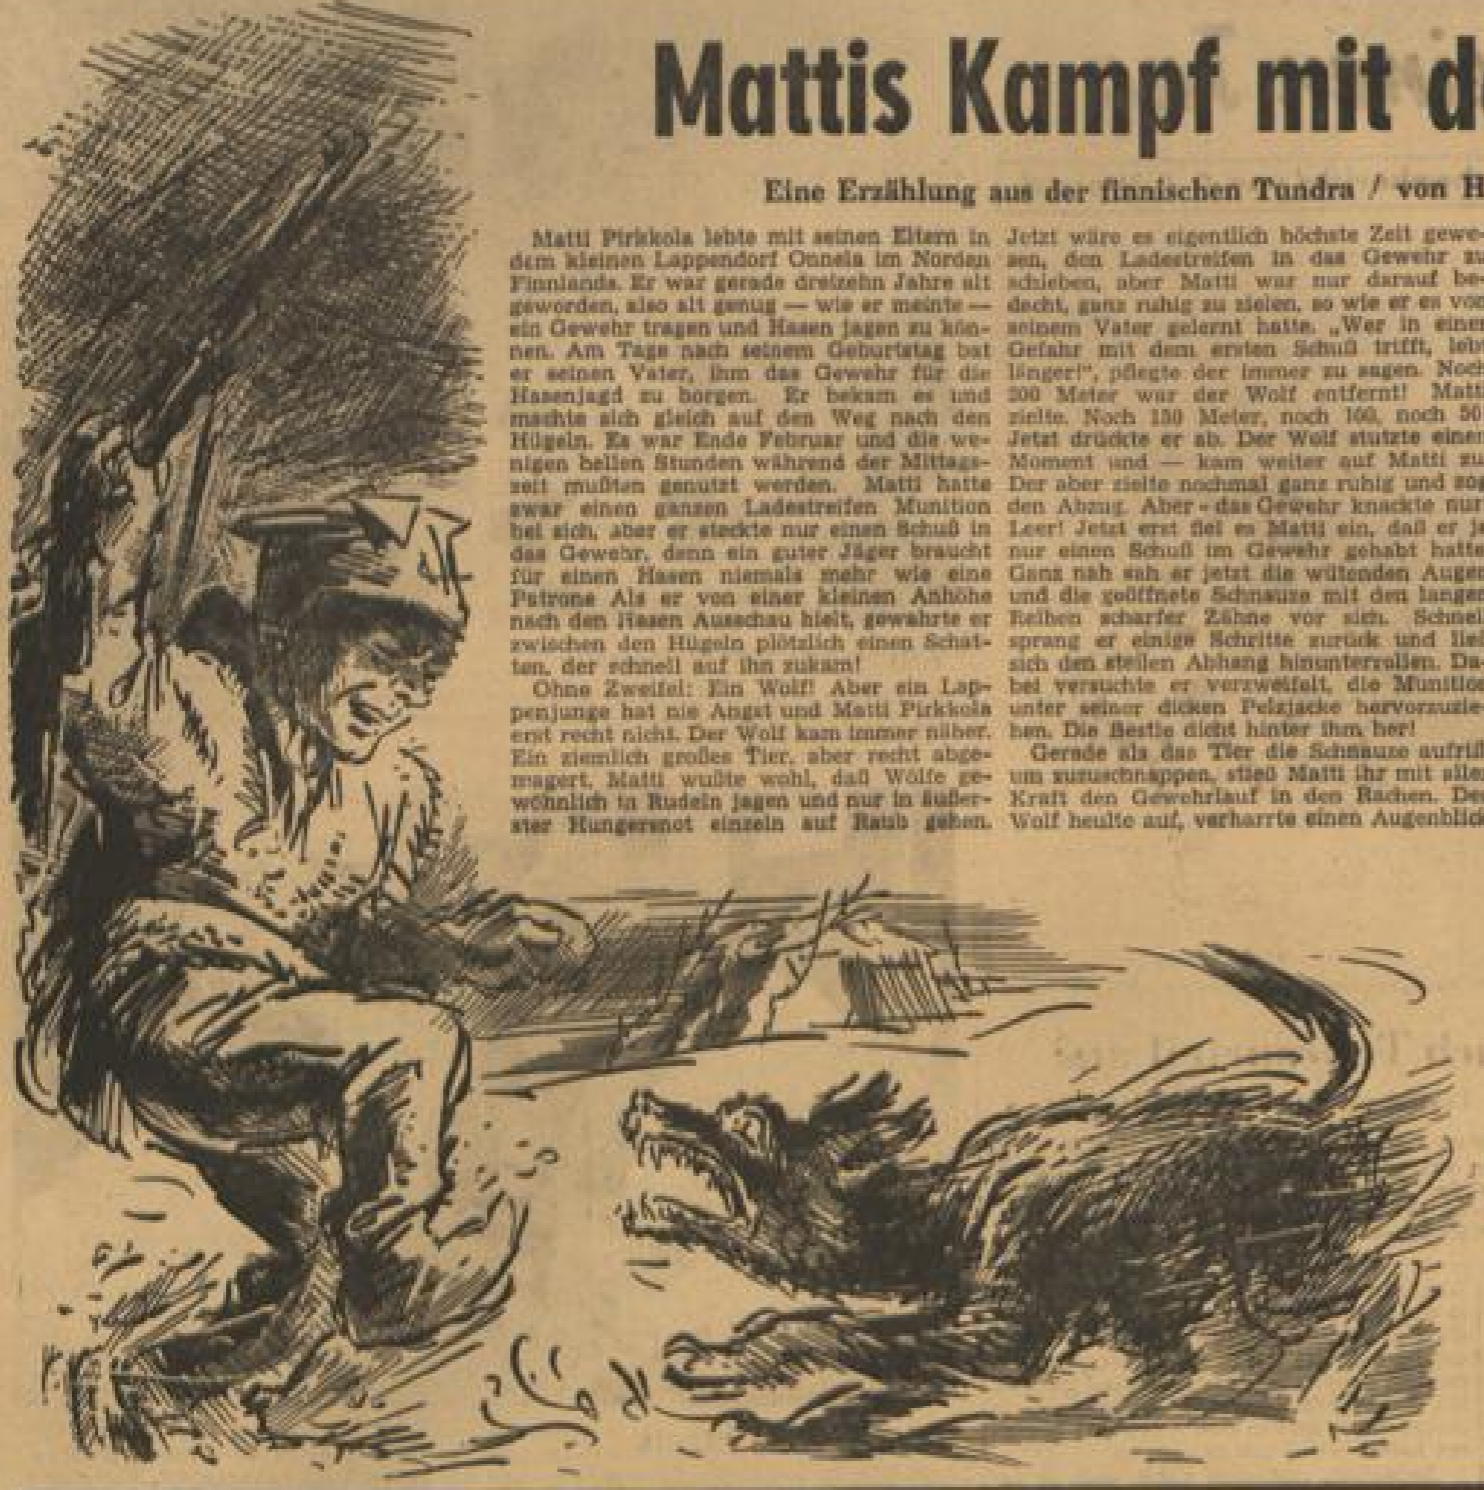 Mattis Kampf mit d
Eine Erzählung aus der finnischen Tundra / von H
Matti Pirkkola lebte mit seinen Eltern in
dem kleinen Lappendorf Onnela im Norden
Finnlands. Er war gerade dreizehn Jahre alt
geworden, also alt genug — wie er meinte —
ein Gewehr tragen und Hasen jagen zu kön-
nen. Am Tage nach seinem Geburtstag bat
er seinen Vater, ihm das Gewehr für die
Hasenjagd zu borgen. Er bekam es und
machte sich gleich auf den Weg nach den
Hügeln. Es war Ende Februar und die we-
nigen hellen Stunden während der Mittags-
zeit mußten genutzt werden. Matti hatte
zwar einen ganzen Ladestreifen Munition
bei sich, aber er steckte nur einen Schuß in
das Gewehr, denn ein guter Jäger braucht
für einen Hasen niemals mehr wie eine
Patrone Als er von einer kleinen Anhöhe
nach den Hasen Ausschau hielt, gewahrte er
zwischen den Hügeln plötzlich einen Schat-
ten, der schnell auf ihn zukam!
Ohne Zweifel: Ein Wolf! Aber ein Lap-
penjunge hat nie Angst und Matti Pirkkola
erst recht nicht. Der Wolf kam immer näher.
Ein ziemlich großes Tier, aber recht abge-
magert. Matti wußte wohl, daß Wölfe ge-
wöhnlich in Rudeln jagen und nur in äußer-
ster Hungersnot einzeln auf Raub gehen.
Jetzt wäre es eigentlich höchste Zeit gewe-
sen, den Ladestreifen in das Gewehr zu
schieben, aber Matti war nur darauf be
dacht, ganz ruhig zu zielen, so wie er es von
seinem Vater gelernt hatte. „Wer in einer
Gefahr mit dem ersten Schuß trifft, lebt
länger!“, pflegte der immer zu sagen. Noch
200 Meter war der Wolf entfernt! Matti
zielte. Noch 150 Meter, noch 100, noch 50
Jetzt drückte er ab. Der Wolf stutzte einen
Moment und — kam weiter auf Matti zu
Der aber zielte nochmal ganz ruhig und zog
den Abzug. Aber - das Gewehr knackte nur
Leer! Jetzt erst fiel es Matti ein, daß er j
nur einen Schuß im Gewehr gehabt hatte
Ganz nah sah er jetzt die wütenden Augen
und die geöffnete Schnauze mit den langen
Reihen scharfer Zähne vor sich. Schnel
sprang er einige Schritte zurück und ließ
sich den steilen Abhang hinunterrollen. Da
bei versuchte er verzweifelt, die Munition
unter seiner dicken Pelzjacke hervorzuzie-
hen. Die Bestie dicht hinter ihm her!
Gerade als das Tier die Schnauze aufriß
um zuzuschnappen, stieß Matti ihr mit aller
Kraft den Gewehrlauf in den Rachen. Der
Wolf heulte auf, verharrte einen Augenblick